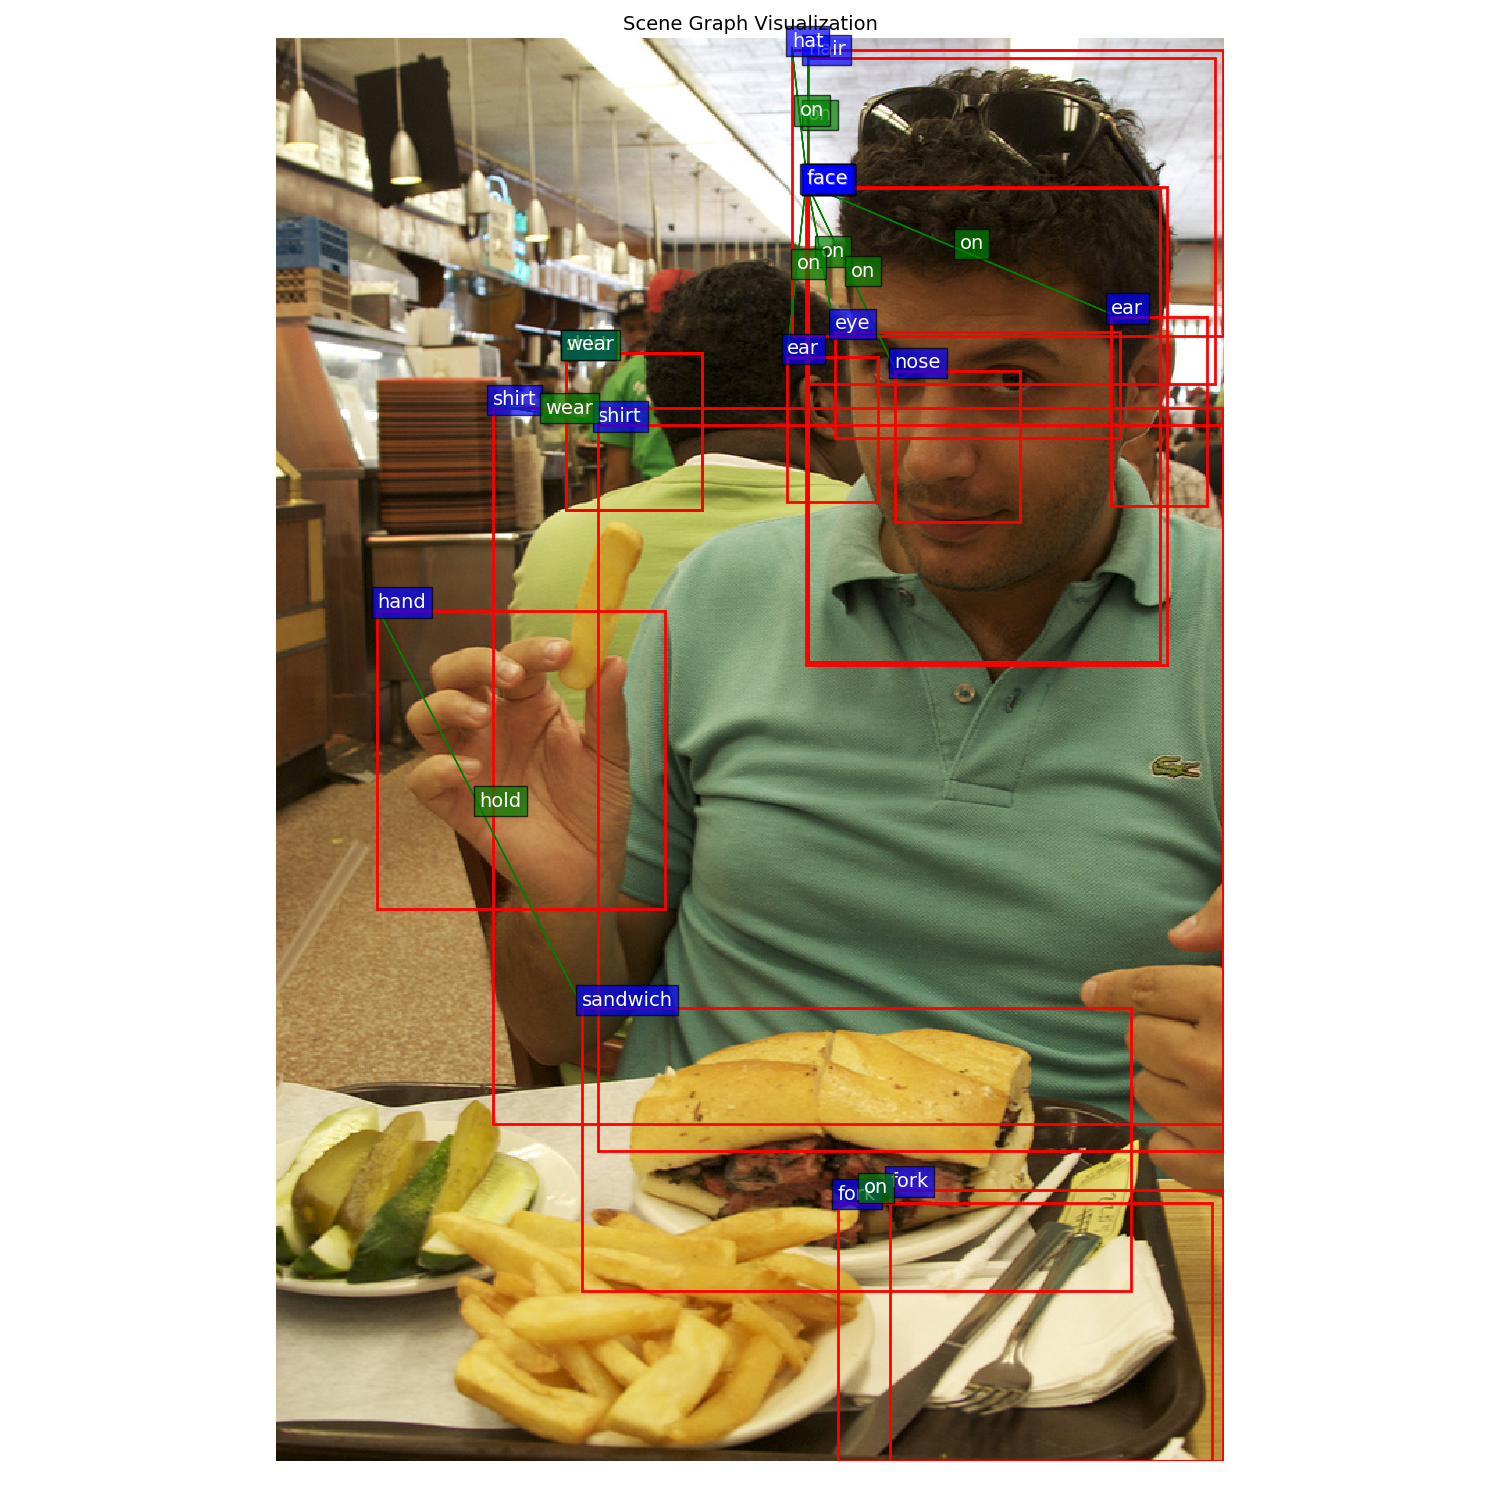 Scene Graph Visualization
hat
hair
on
on
face
on
on
on
on
ear
eye
ear
nose
wear
shirt
wear
shirt
hand
hold
sandwich
fork
on
fork